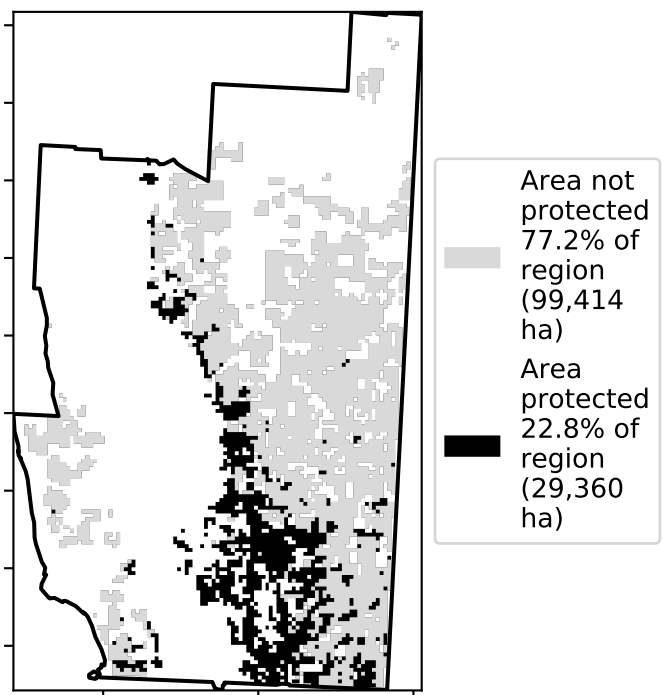 Area not
protected
77.2% of
region
(99,414
ha)
Area
protected
22.8% of
region
(29,360
ha)